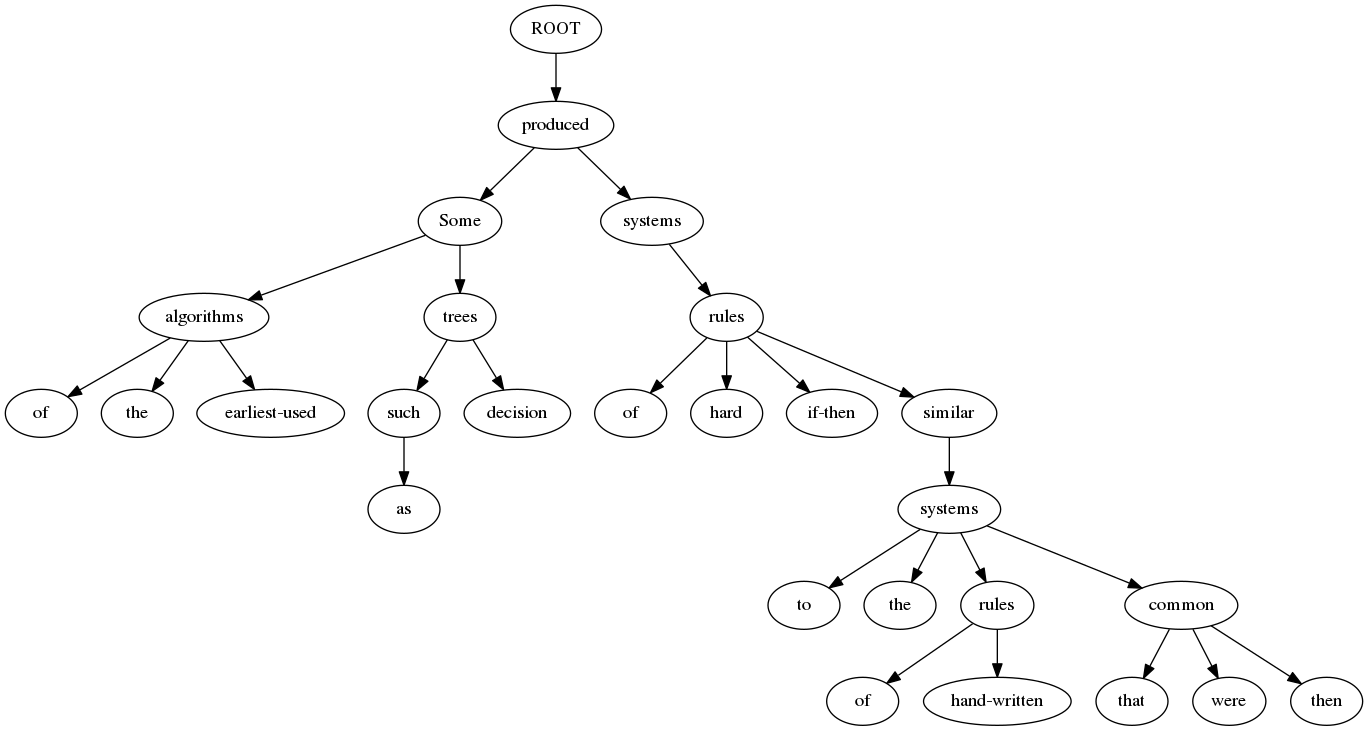 ROOT
produced
Some systems
algorithms trees rules
of the earliest-used such decision of hard if-then similar
as systems
to the rules common
of hand-written that were then